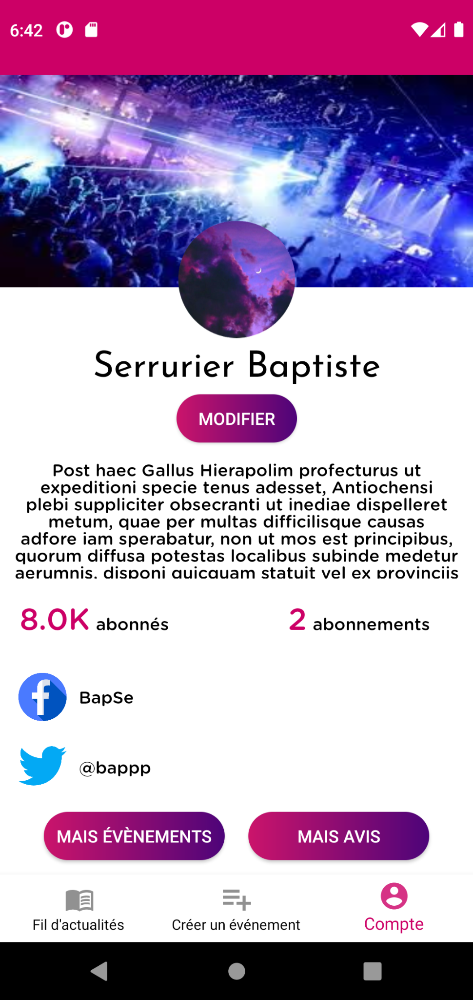 6:42
Serrurier Baptiste
MODIFIER
Post haec Gallus Hierapolim profecturus ut
expeditioni specie tenus adesset, Antiochensi
plebi suppliciter obsecranti ut inediae dispelleret
metum, quae per multas difficilisque causas
adfore iam sperabatur, non ut mos est principibus,
quorum diffusa potestas localibus subinde medetur
aerumnis, disponi quicquam statuit vel ex provinciis
8.0K abonnés
2 abonnements
BapSe
@bappp
MAIS ÉVÈNEMENTS
MAIS AVIS
Fil d'actualités
Créer un événement
Compte